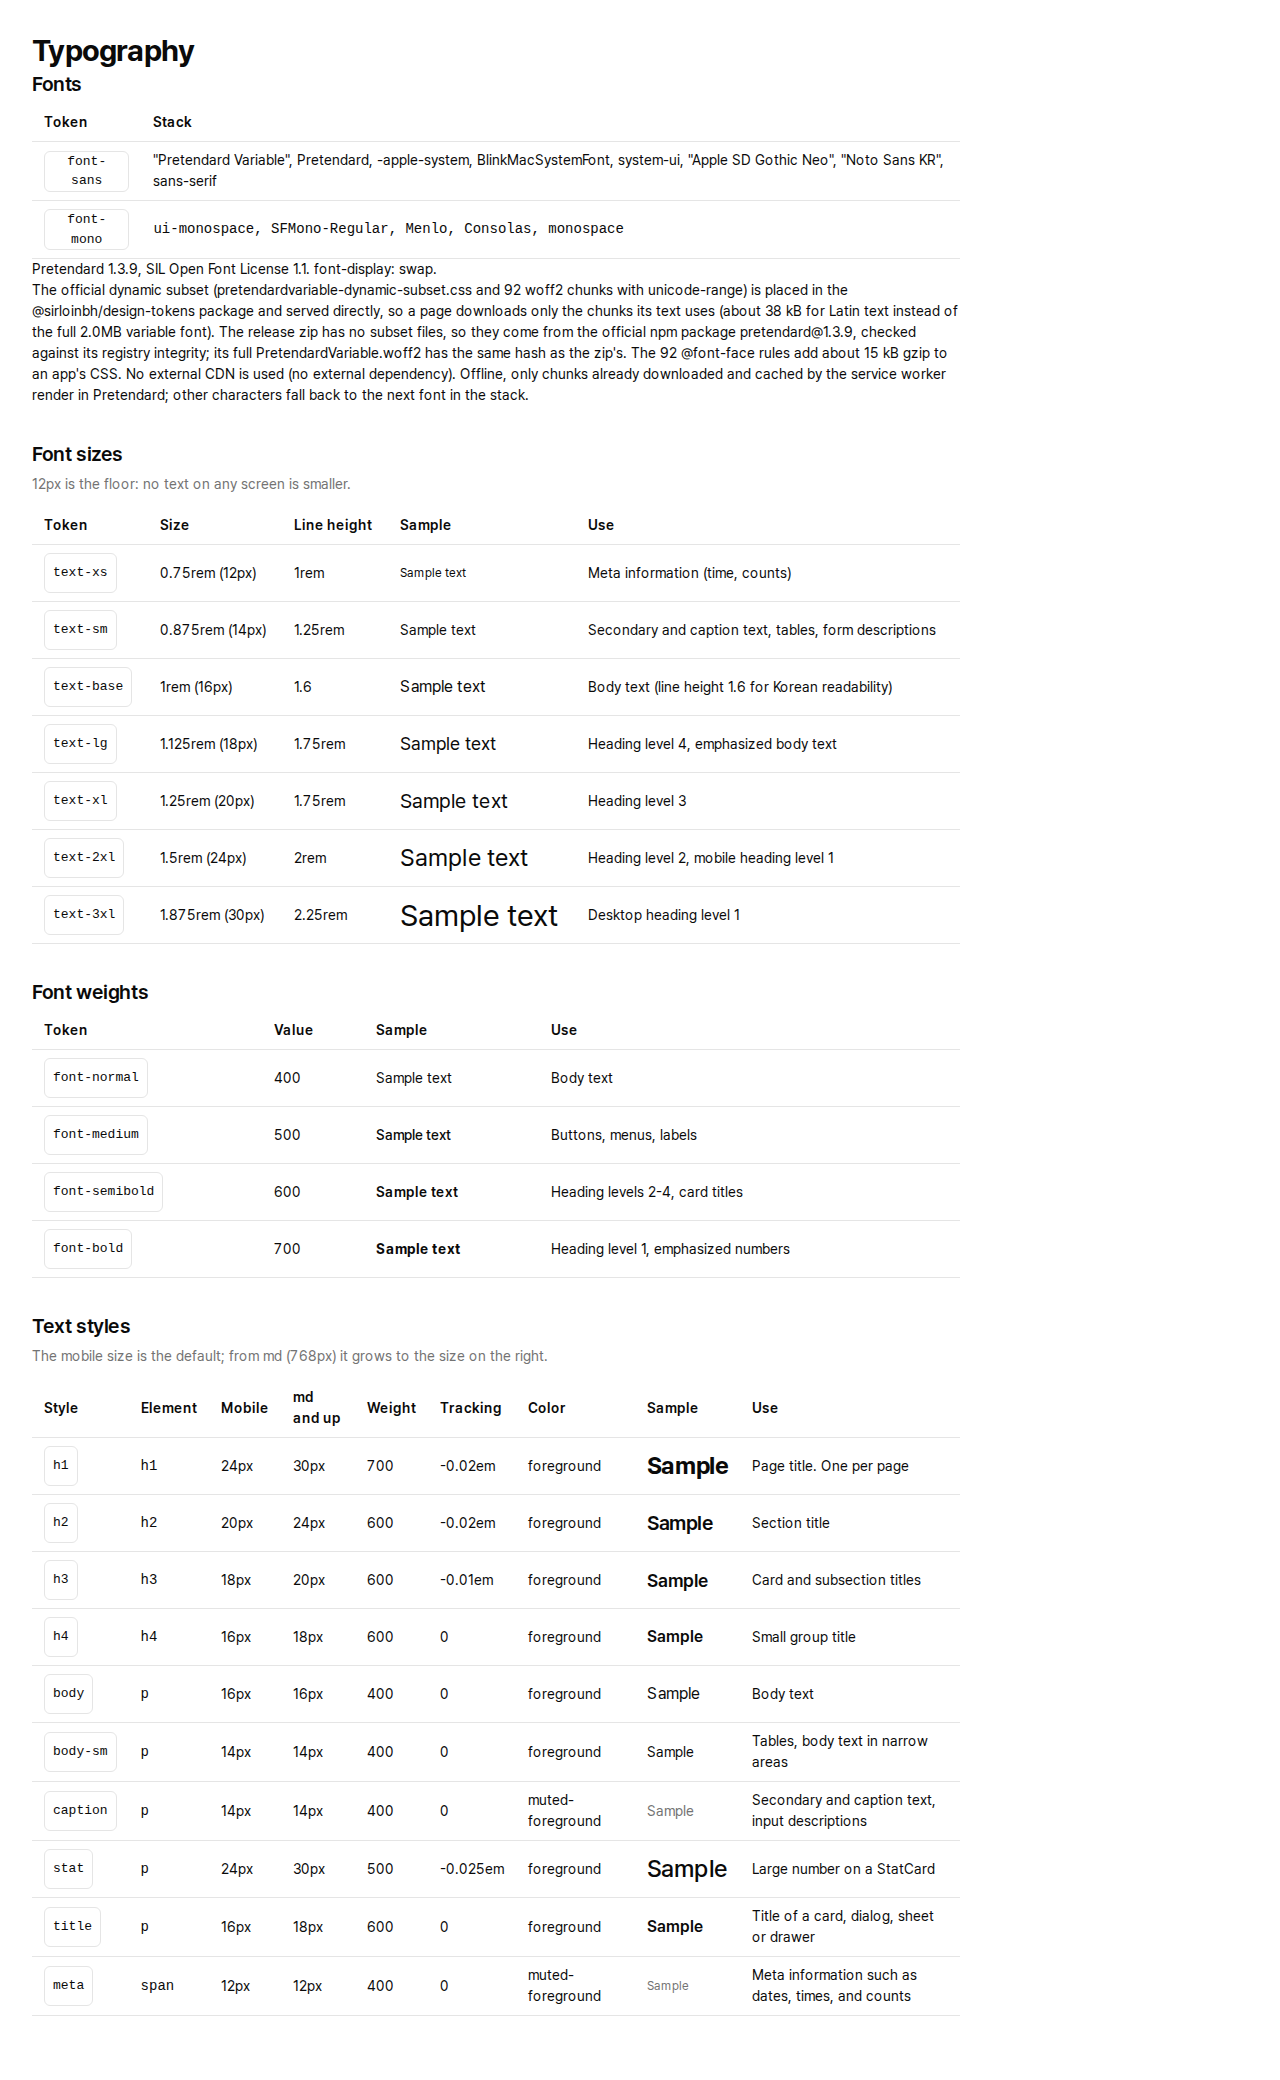 Typography
Fonts
Token Stack
font-sans "Pretendard Variable", Pretendard, -apple-system, BlinkMacSystemFont, system-ui, "Apple SD Gothic Neo", "Noto Sans KR", sans-serif
font-mono ui-monospace, SFMono-Regular, Menlo, Consolas, monospace
Pretendard 1.3.9, SIL Open Font License 1.1. font-display: swap.
The official dynamic subset (pretendardvariable-dynamic-subset.css and 92 woff2 chunks with unicode-range) is placed in the
@sirloinbh/design-tokens package and served directly, so a page downloads only the chunks its text uses (about 38 kB for Latin text instead of
the full 2.0MB variable font). The release zip has no subset files, so they come from the official npm package pretendard@1.3.9, checked
against its registry integrity; its full PretendardVariable.woff2 has the same hash as the zip's. The 92 @font-face rules add about 15 kB gzip to
an app's CSS. No external CDN is used (no external dependency). Offline, only chunks already downloaded and cached by the service worker
render in Pretendard; other characters fall back to the next font in the stack.
Font sizes
12px is the floor: no text on any screen is smaller.
Token Size Line height Sample Use
text-xs 0.75rem (12px) 1rem Sample text Meta information (time, counts)
text-sm 0.875rem (14px) 1.25rem Sample text Secondary and caption text, tables, form descriptions
text-base 1rem (16px) 1.6 Sample text Body text (line height 1.6 for Korean readability)
text-lg 1.125rem (18px) 1.75rem Sample text Heading level 4, emphasized body text
text-xl 1.25rem (20px) 1.75rem Sample text Heading level 3
text-2xl 1.5rem (24px) 2rem Sample text Heading level 2, mobile heading level 1
text-3xl 1.875rem (30px) 2.25rem Sample text Desktop heading level 1
Font weights
Token Value Sample Use
font-normal 400 Sample text Body text
font-medium 500 Sample text Buttons, menus, labels
font-semibold 600 Sample text Heading levels 2-4, card titles
font-bold 700 Sample text Heading level 1, emphasized numbers
Text styles
The mobile size is the default; from md (768px) it grows to the size on the right.
Style Element Mobile md and up Weight Tracking Color Sample Use
h1 h1 24px 30px 700 -0.02em foreground Sample Page title. One per page
h2 h2 20px 24px 600 -0.02em foreground Sample Section title
h3 h3 18px 20px 600 -0.01em foreground Sample Card and subsection titles
h4 h4 16px 18px 600 0 foreground Sample Small group title
body p 16px 16px 400 0 foreground Sample Body text
body-sm p 14px 14px 400 0 foreground Sample Tables, body text in narrow areas
caption p 14px 14px 400 0 muted-foreground Sample Secondary and caption text, input descriptions
stat p 24px 30px 500 -0.025em foreground Sample Large number on a StatCard
title p 16px 18px 600 0 foreground Sample Title of a card, dialog, sheet or drawer
meta span 12px 12px 400 0 muted-foreground Sample Meta information such as dates, times, and counts